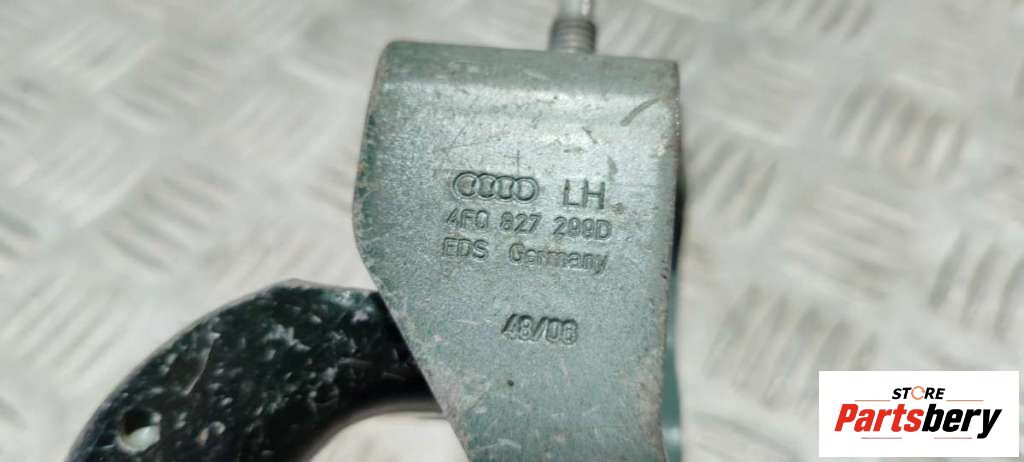 LH
4F0 827 299D
EDS Germany
48/08
STORE
Partsbery